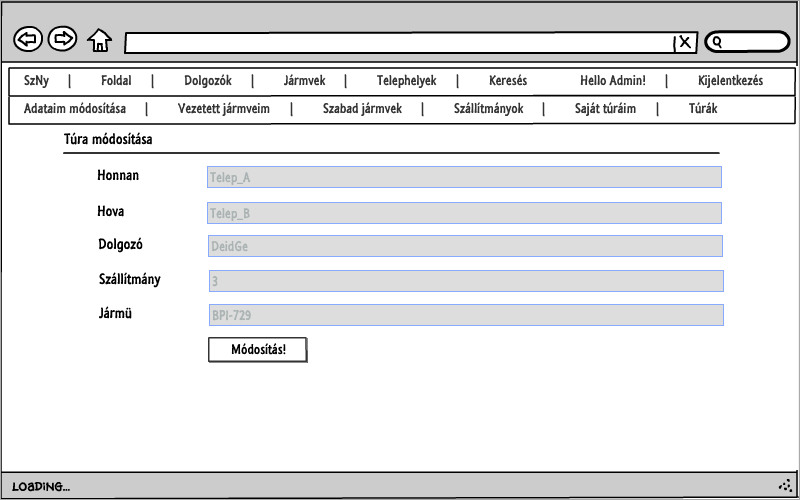 SzNy | Foldal | Dolgozók | Jármvek | Telephelyek | Keresés Hello Admin! | Kijelentkezés
Adataim módosítása | Vezetett jármveim | Szabad jármvek | Szállítmányok | Saját túráim | Túrák
Túra módosítása
Honnan Telep_A
Hova Telep_B
Dolgozó DeidGe
Szállítmány 3
Jármü BPI-729
Módosítás!
LOADING...